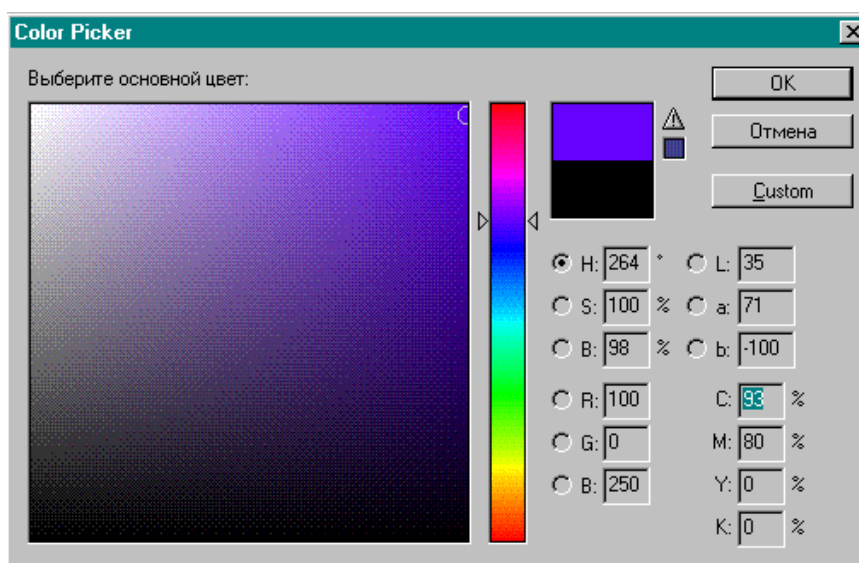 Color Picker
Выберите основной цвет:
OK
Отмена
Custom
H: 264 ° L: 35
S: 100 % a: 71
B: 98 % b: -100
R: 100 C: 93 %
G: 0 M: 80 %
B: 250 Y: 0 %
K: 0 %